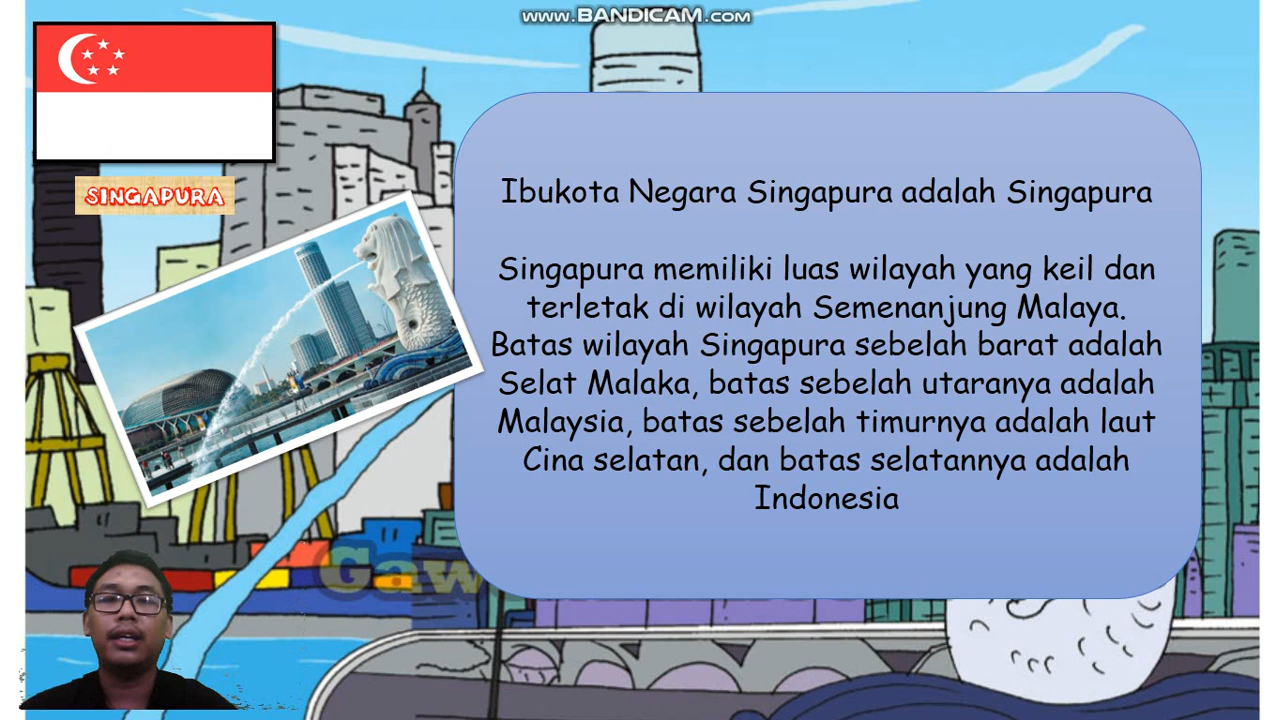 www.BANDICAM.com
SINGAPURA
Ibukota Negara Singapura adalah Singapura
Singapura memiliki luas wilayah yang keil dan
terletak di wilayah Semenanjung Malaya.
Batas wilayah Singapura sebelah barat adalah
Selat Malaka, batas sebelah utaranya adalah
Malaysia, batas sebelah timurnya adalah laut
Cina selatan, dan batas selatannya adalah
Indonesia
Gaw